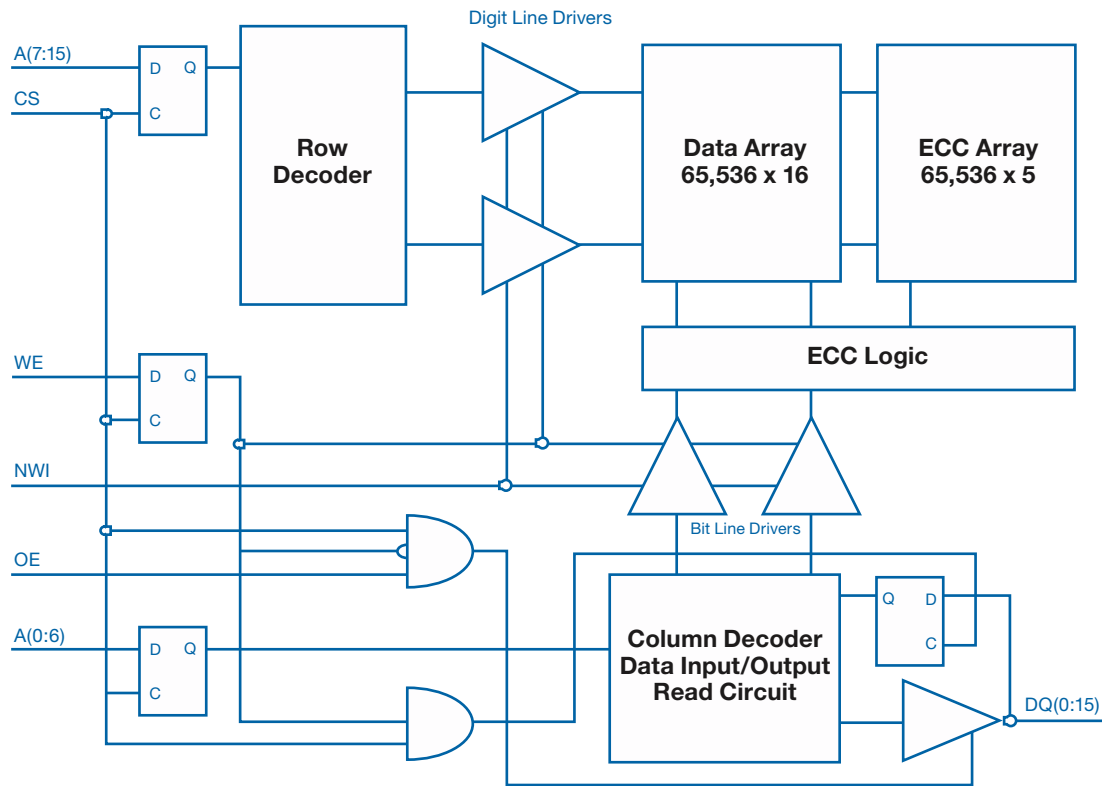 Digit Line Drivers
A(7:15)
D Q
CS
C
Row
Decoder
Data Array
65,536 x 16
ECC Array
65,536 x 5
ECC Logic
WE
D Q
C
NWI
Bit Line Drivers
OE
A(0:6)
D Q
C
Column Decoder
Data Input/Output
Read Circuit
Q D
C
DQ(0:15)